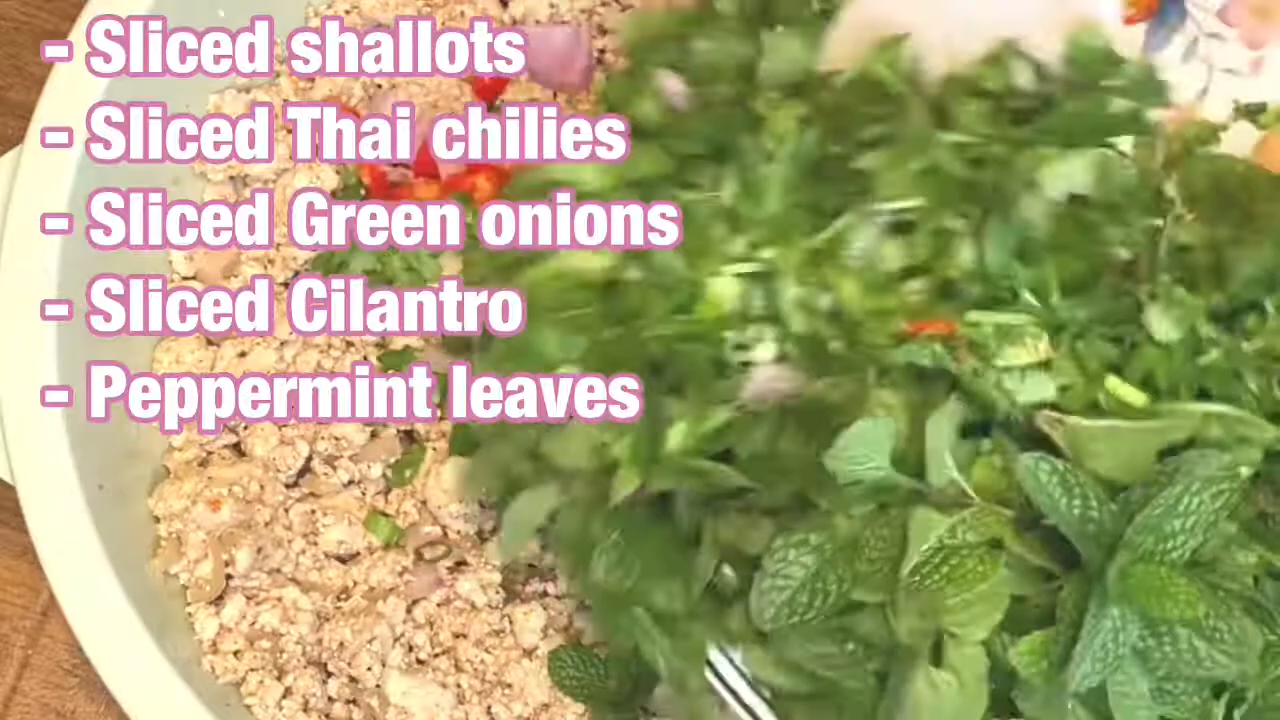 - Sliced shallots
- Sliced Thai chilies
- Sliced Green onions
- Sliced Cilantro
- Peppermint leaves